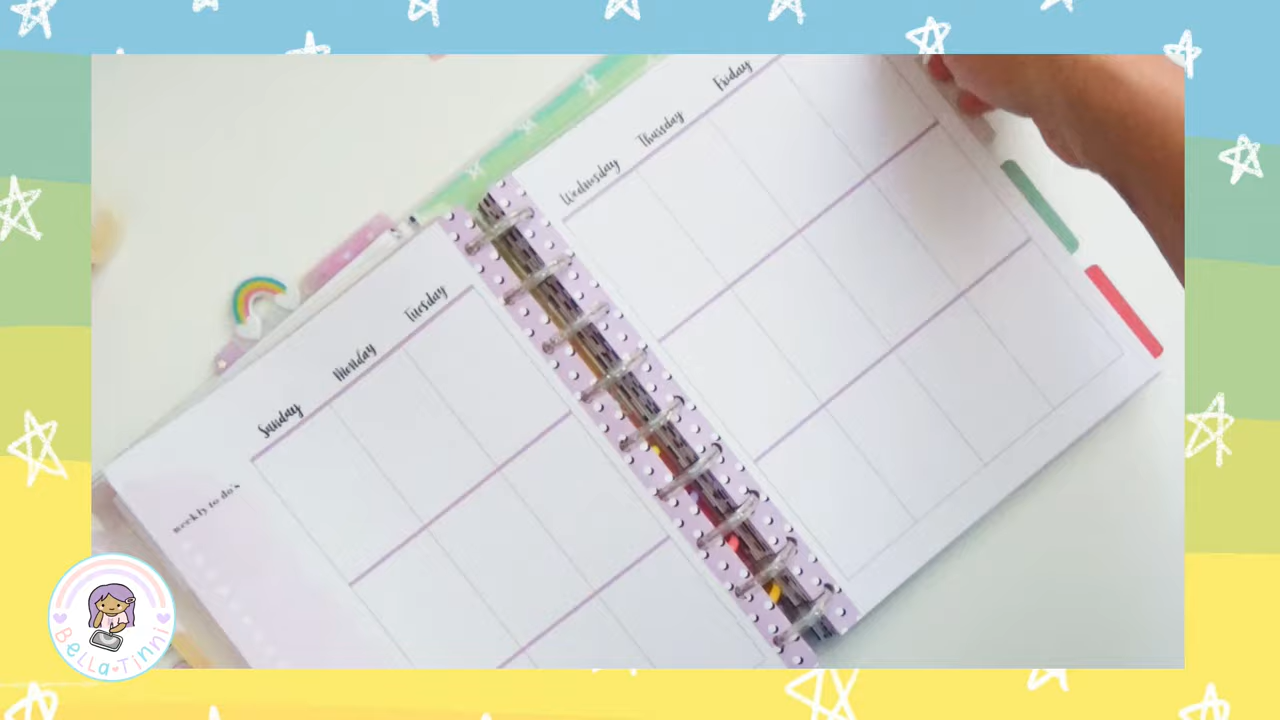 Sunday
Monday
Tuesday
Wednesday
Thursday
Friday
weekly to do's
Bella Tinni